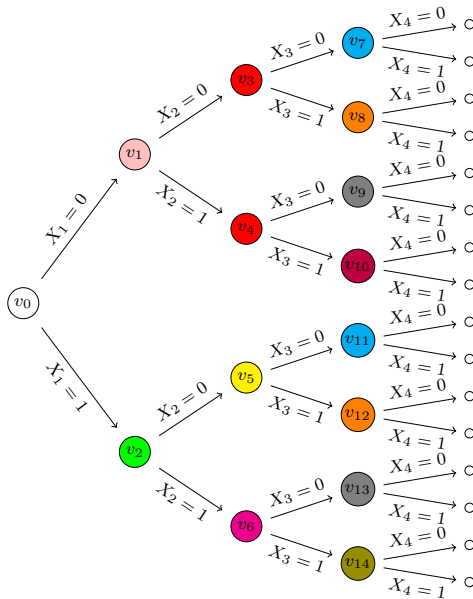 X₄ = 0
X₃ = 0
v₇
X₄ = 1
X₂ = 0
v₃
X₄ = 0
X₃ = 1
v₈
X₄ = 1
X₁ = 0
v₁
X₄ = 0
X₂ = 1
X₃ = 0
v₉
X₄ = 1
v₄
X₄ = 0
X₃ = 1
v₁₀
X₄ = 1
v₀
X₄ = 0
X₃ = 0
v₁₁
X₄ = 1
X₁ = 1
X₂ = 0
v₅
X₄ = 0
X₃ = 1
v₁₂
X₄ = 1
v₂
X₄ = 0
X₂ = 1
X₃ = 0
v₁₃
X₄ = 1
v₆
X₄ = 0
X₃ = 1
v₁₄
X₄ = 1